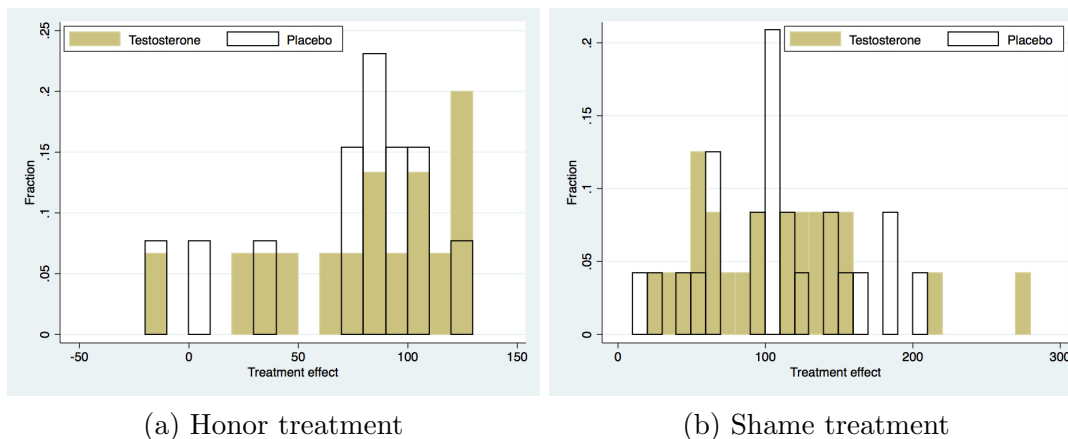 Testosterone Placebo
Fraction
.25
.2
.15
.1
.05
0
-50 0 50 100 150
Treatment effect
(a) Honor treatment
Testosterone Placebo
Fraction
.2
.15
.1
.05
0
0 100 200 300
Treatment effect
(b) Shame treatment